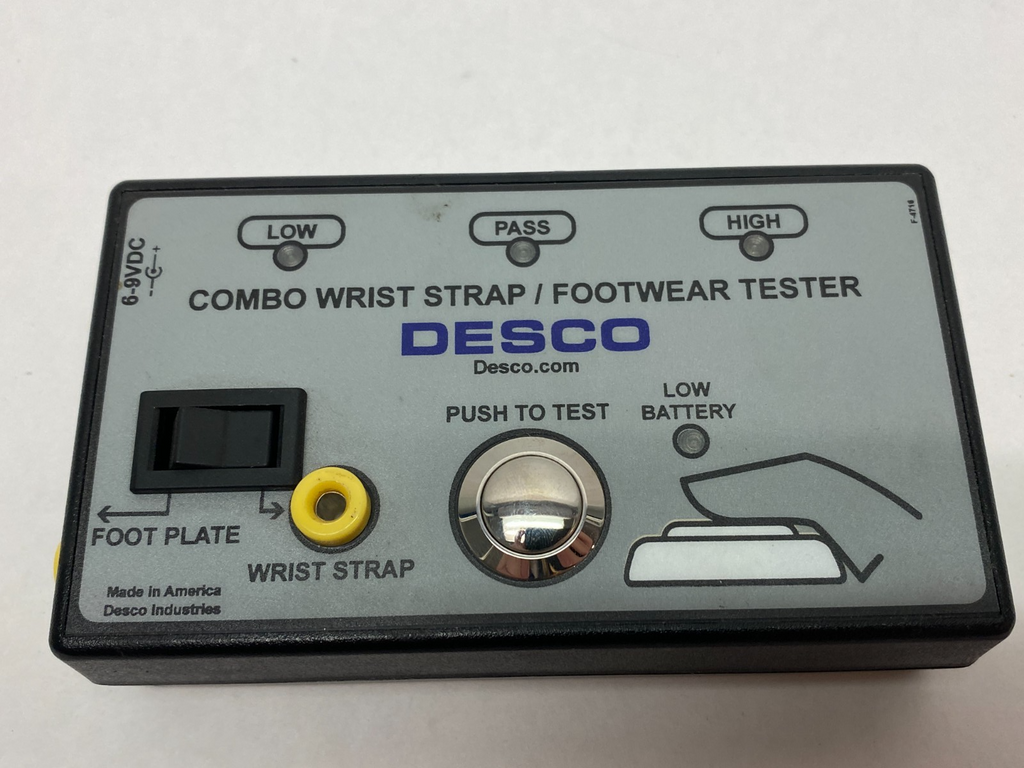 LOW
PASS
HIGH
F-4716
6-9VDC
- +
COMBO WRIST STRAP / FOOTWEAR TESTER
DESCO
Desco.com
PUSH TO TEST
LOW
BATTERY
FOOT PLATE
WRIST STRAP
Made in America
Desco Industries